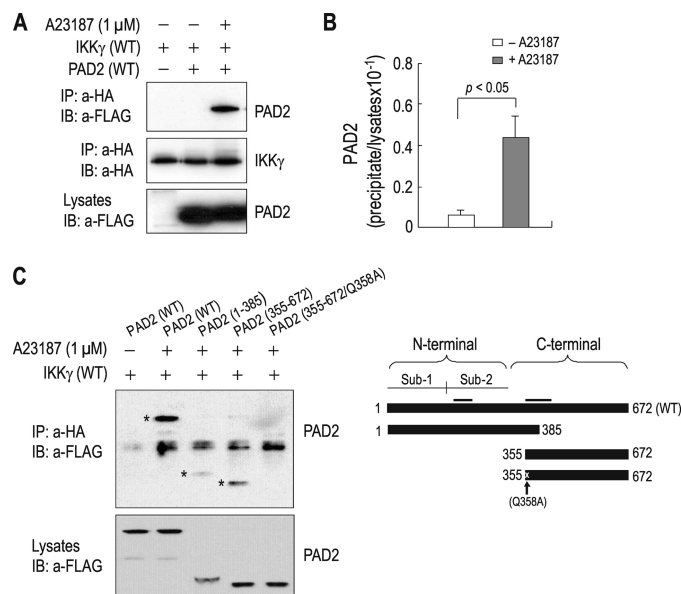 A
A23187 (1 µM) − − +
IKKγ (WT) + + +
PAD2 (WT) − + +
IP: a-HA
IB: a-FLAG
PAD2
IP: a-HA
IB: a-HA
IKKγ
Lysates
IB: a-FLAG
PAD2
B
− A23187
+ A23187
PAD2
(precipitate/lysatesx10-1)
0.8
0.6
0.4
0.2
0
p < 0.05
C
PAD2 (WT)
PAD2 (WT)
PAD2 (1-385)
PAD2 (355-672)
PAD2 (355-672/Q358A)
A23187 (1 µM) − + + + +
IKKγ (WT) + + + + +
IP: a-HA
IB: a-FLAG
* * *
PAD2
Lysates
IB: a-FLAG
PAD2
N-terminal C-terminal
Sub-1 Sub-2
1 672 (WT)
1 385
355 672
355 x 672
(Q358A)